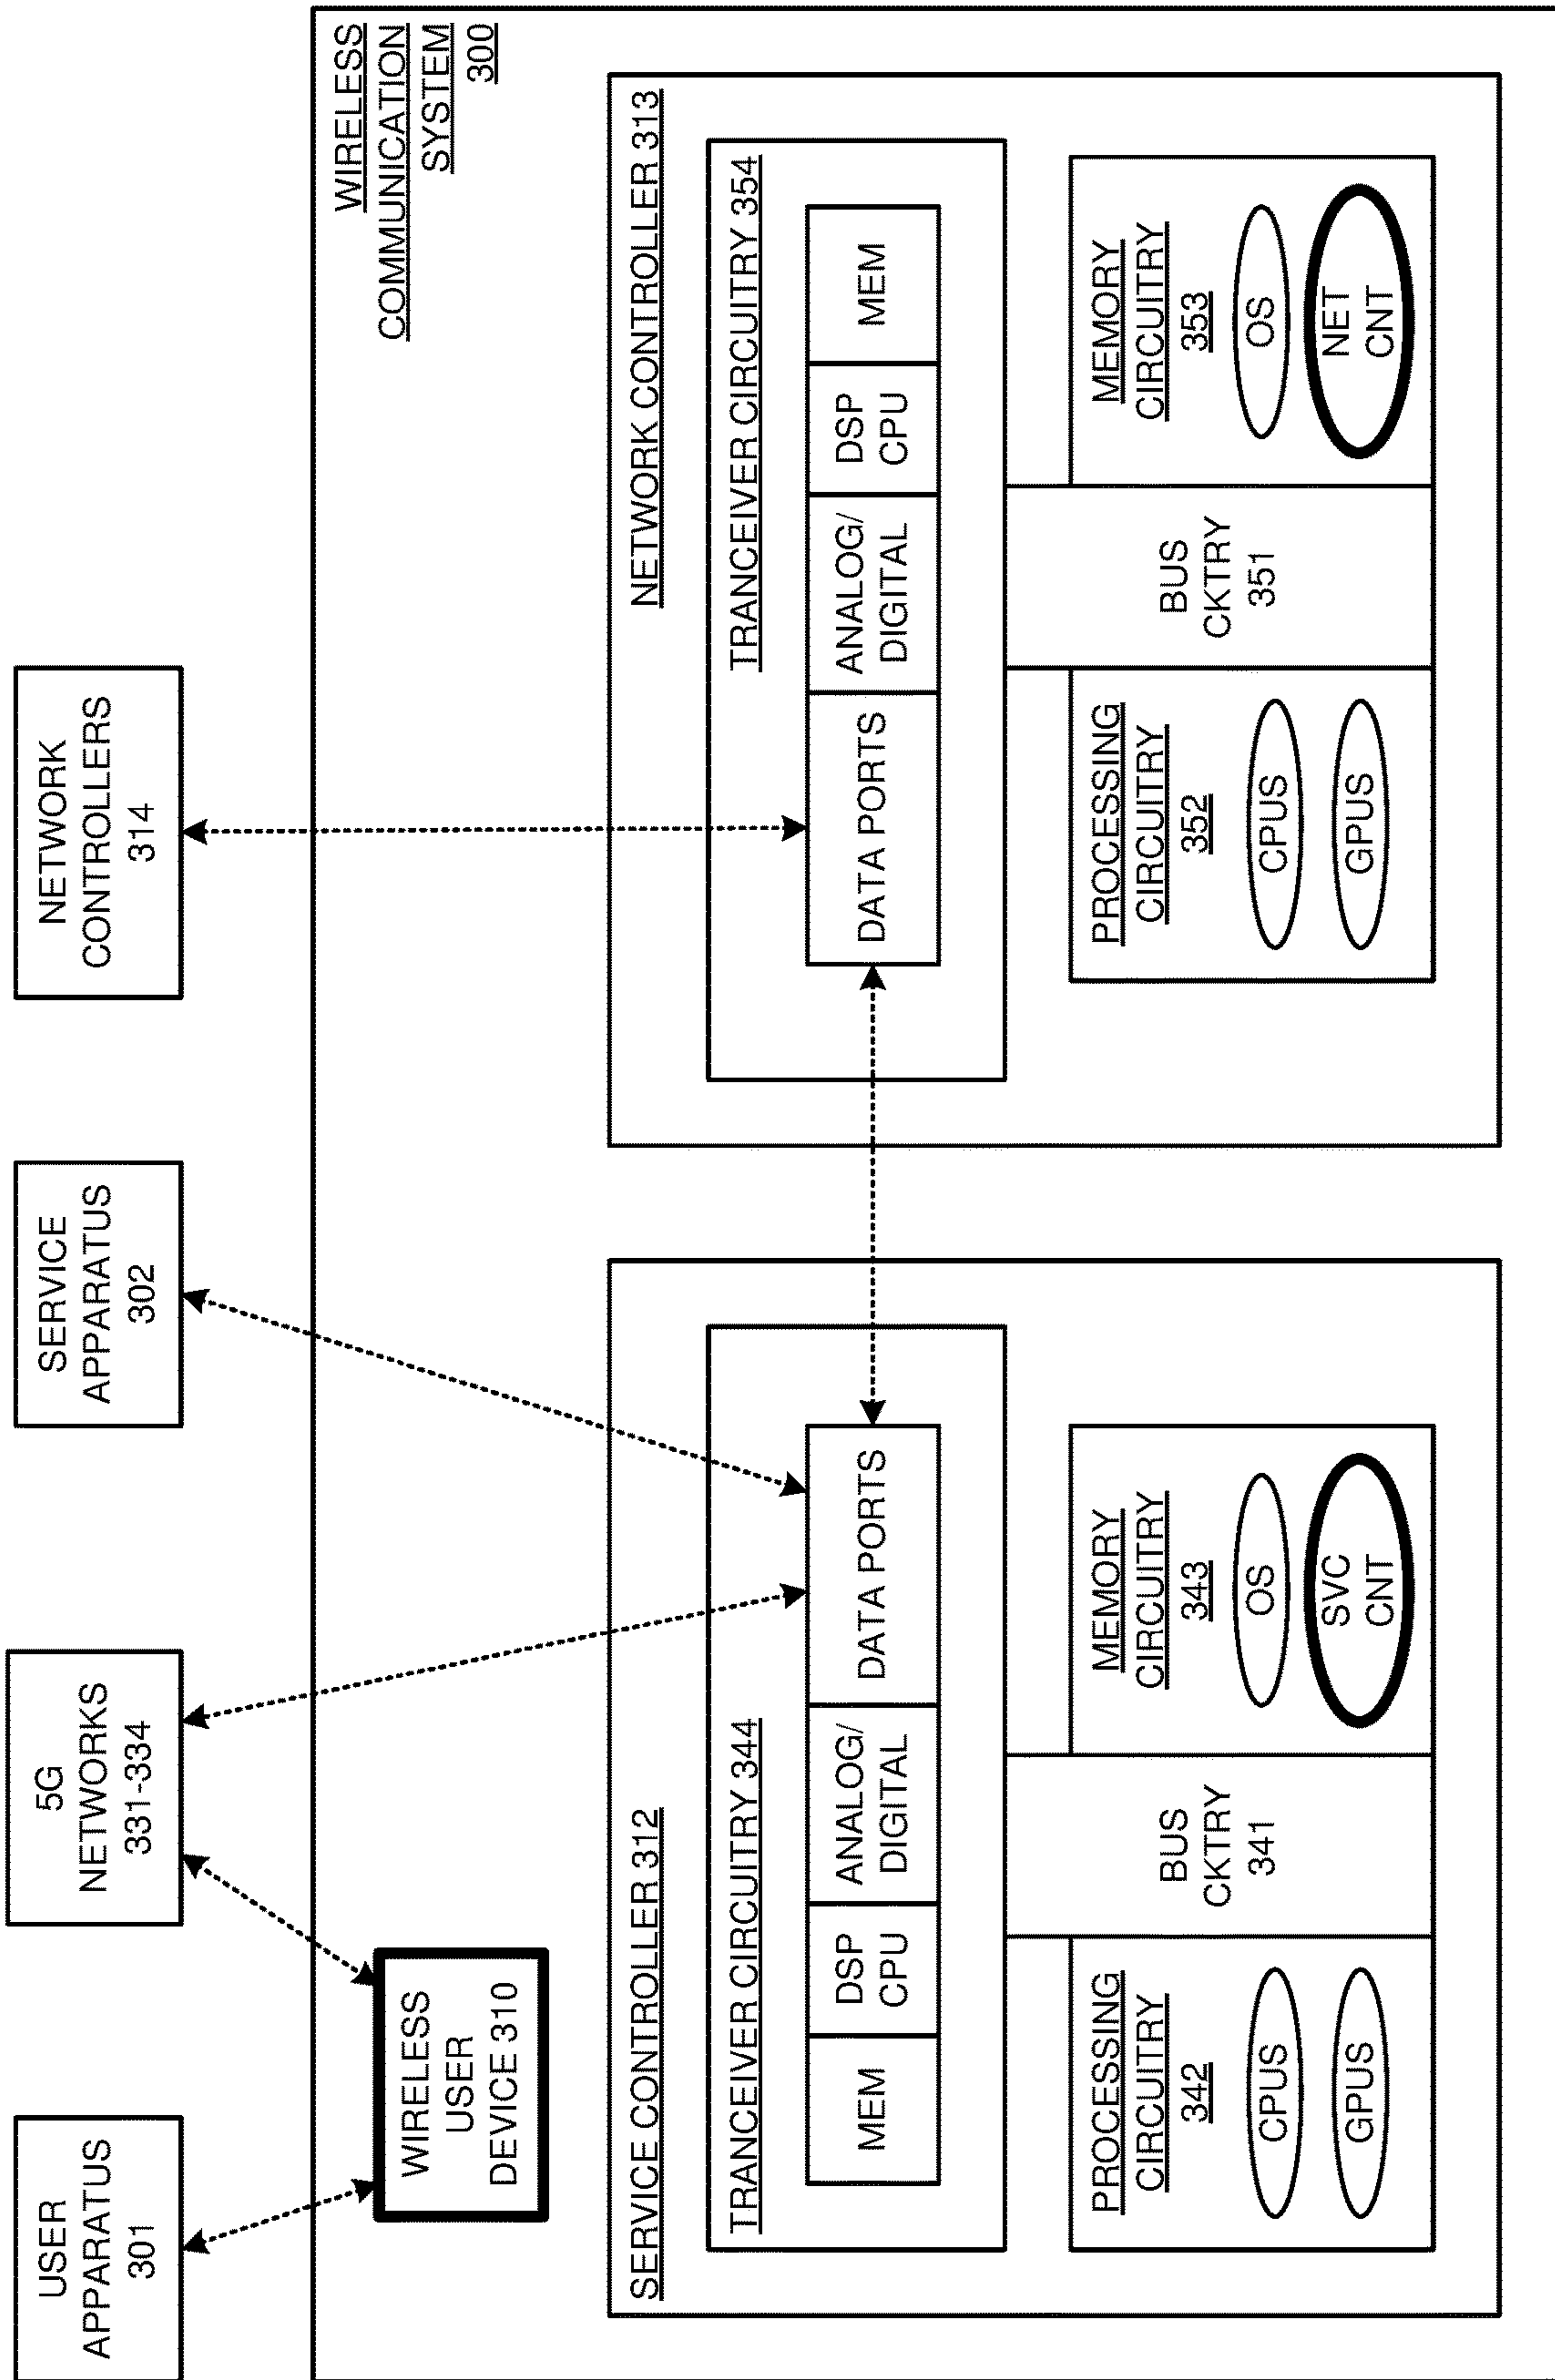 USER
APPARATUS
301
5G
NETWORKS
331-334
SERVICE
APPARATUS
302
NETWORK
CONTROLLERS
314
WIRELESS
COMMUNICATION
SYSTEM
300
WIRELESS
USER
DEVICE 310
SERVICE CONTROLLER 312
TRANCEIVER CIRCUITRY 344
MEM
DSP
CPU
ANALOG/
DIGITAL
DATA PORTS
PROCESSING
CIRCUITRY
342
CPUS
GPUS
BUS
CKTRY
341
MEMORY
CIRCUITRY
343
OS
SVC
CNT
NETWORK CONTROLLER 313
TRANCEIVER CIRCUITRY 354
DATA PORTS
ANALOG/
DIGITAL
DSP
CPU
MEM
PROCESSING
CIRCUITRY
352
CPUS
GPUS
BUS
CKTRY
351
MEMORY
CIRCUITRY
353
OS
NET
CNT